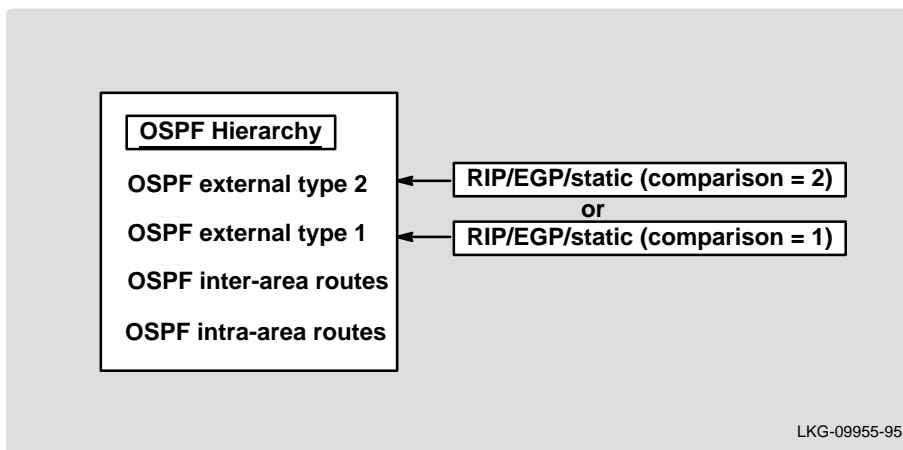 OSPF Hierarchy
OSPF external type 2
RIP/EGP/static (comparison = 2)
or
OSPF external type 1
RIP/EGP/static (comparison = 1)
OSPF inter-area routes
OSPF intra-area routes
LKG-09955-95